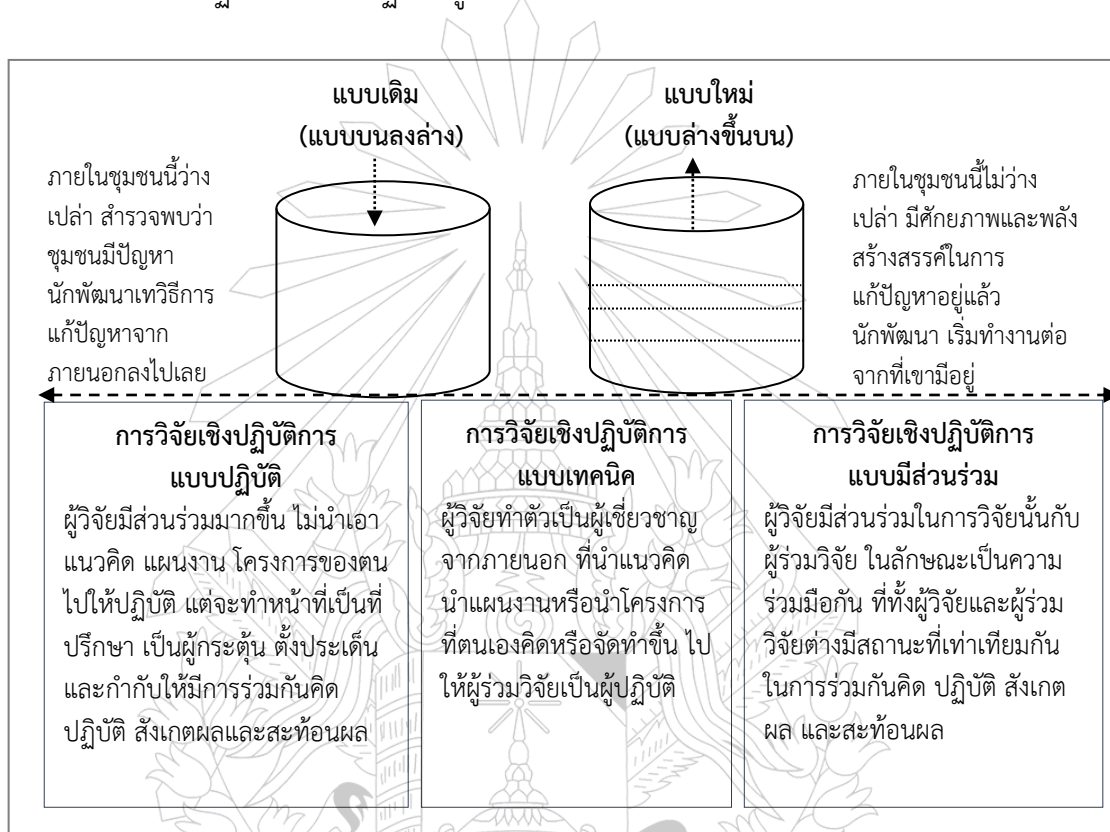 แบบเดิม
(แบบบนลงล่าง)
แบบใหม่
(แบบล่างขึ้นบน)
ภายในชุมชนนี้ว่าง
เปล่า สำรวจพบว่า
ชุมชนมีปัญหา
นักพัฒนาเทวิธีการ
แก้ปัญหาจาก
ภายนอกลงไปเลย
ภายในชุมชนนี้ไม่ว่าง
เปล่า มีศักยภาพและพลัง
สร้างสรรค์ในการ
แก้ปัญหาอยู่แล้ว
นักพัฒนา เริ่มทำงานต่อ
จากที่เขามีอยู่
การวิจัยเชิงปฏิบัติการ
แบบปฏิบัติ
ผู้วิจัยมีส่วนร่วมมากขึ้น ไม่นำเอา
แนวคิด แผนงาน โครงการของตน
ไปให้ปฏิบัติ แต่จะทำหน้าที่เป็นที่
ปรึกษา เป็นผู้กระตุ้น ตั้งประเด็น
และกำกับให้มีการร่วมกันคิด
ปฏิบัติ สังเกตผลและสะท้อนผล
การวิจัยเชิงปฏิบัติการ
แบบเทคนิค
ผู้วิจัยทำตัวเป็นผู้เชี่ยวชาญ
จากภายนอก ที่นำแนวคิด
นำแผนงานหรือนำโครงการ
ที่ตนเองคิดหรือจัดทำขึ้น ไป
ให้ผู้ร่วมวิจัยเป็นผู้ปฏิบัติ
การวิจัยเชิงปฏิบัติการ
แบบมีส่วนร่วม
ผู้วิจัยมีส่วนร่วมในการวิจัยนั้นกับ
ผู้ร่วมวิจัย ในลักษณะเป็นความ
ร่วมมือกัน ที่ทั้งผู้วิจัยและผู้ร่วม
วิจัยต่างมีสถานะที่เท่าเทียมกัน
ในการร่วมกันคิด ปฏิบัติ สังเกต
ผล และสะท้อนผล